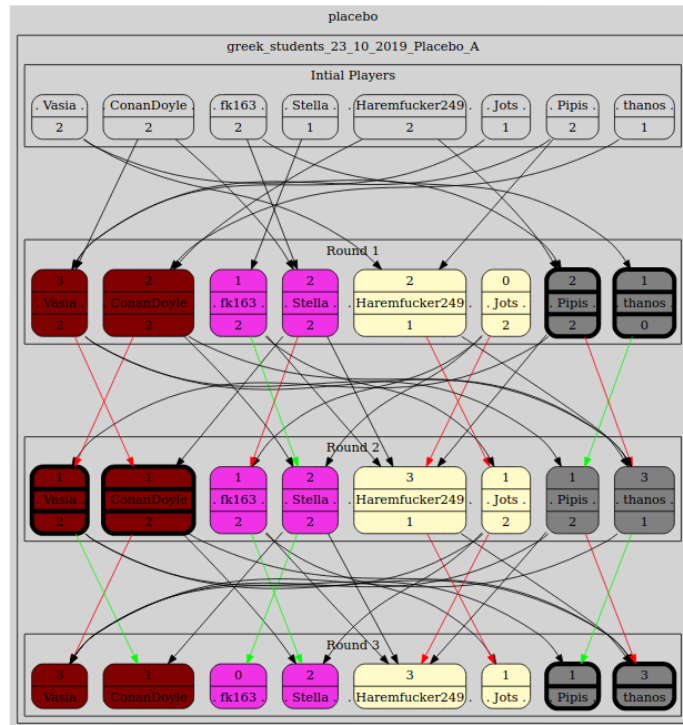 placebo
greek_students_23_10_2019_Placebo_A
Intial Players
. Vasia . . ConanDoyle . . fk163 . . Stella . . Haremfucker249 . . Jots . . Pipis . . thanos .
2 2 2 1 2 1 2 1
Round 1
3 2 1 2 2 0 2 1
. Vasia . . ConanDoyle . . fk163 . . Stella . . Haremfucker249 . . Jots . . Pipis . . thanos .
2 2 2 2 1 2 2 0
Round 2
1 1 1 2 3 1 1 3
. Vasia . . ConanDoyle . . fk163 . . Stella . . Haremfucker249 . . Jots . . Pipis . . thanos .
2 2 2 2 1 2 2 1
Round 3
3 1 0 2 3 1 1 3
. Vasia . . ConanDoyle . . fk163 . . Stella . . Haremfucker249 . . Jots . . Pipis . . thanos .